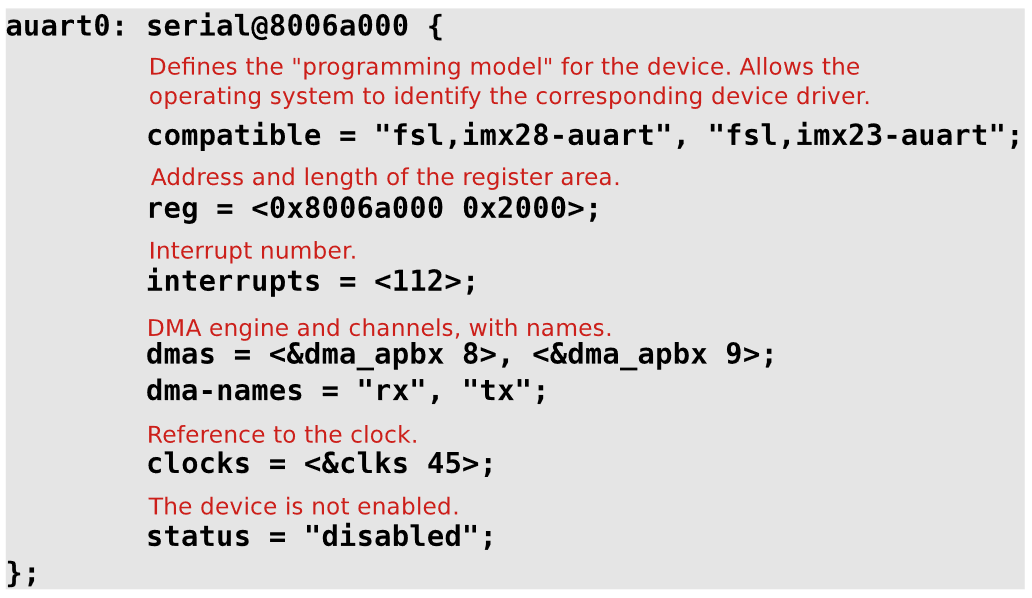 auart0: serial@8006a000 {
Defines the "programming model" for the device. Allows the
operating system to identify the corresponding device driver.
compatible = "fsl,imx28-auart", "fsl,imx23-auart";
Address and length of the register area.
reg = <0x8006a000 0x2000>;
Interrupt number.
interrupts = <112>;
DMA engine and channels, with names.
dmas = <&dma_apbx 8>, <&dma_apbx 9>;
dma-names = "rx", "tx";
Reference to the clock.
clocks = <&clks 45>;
The device is not enabled.
status = "disabled";
};